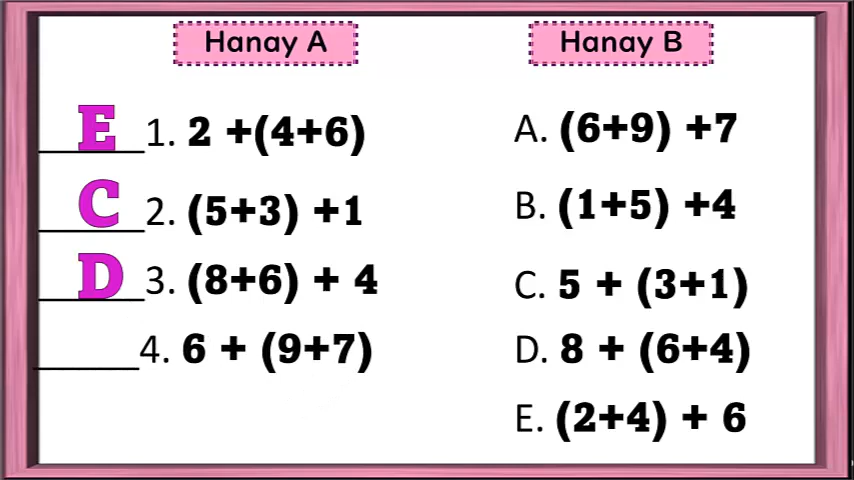 Hanay A
Hanay B
E 1. 2 +(4+6)
C 2. (5+3) +1
D 3. (8+6) + 4
4. 6 + (9+7)
A. (6+9) +7
B. (1+5) +4
C. 5 + (3+1)
D. 8 + (6+4)
E. (2+4) + 6